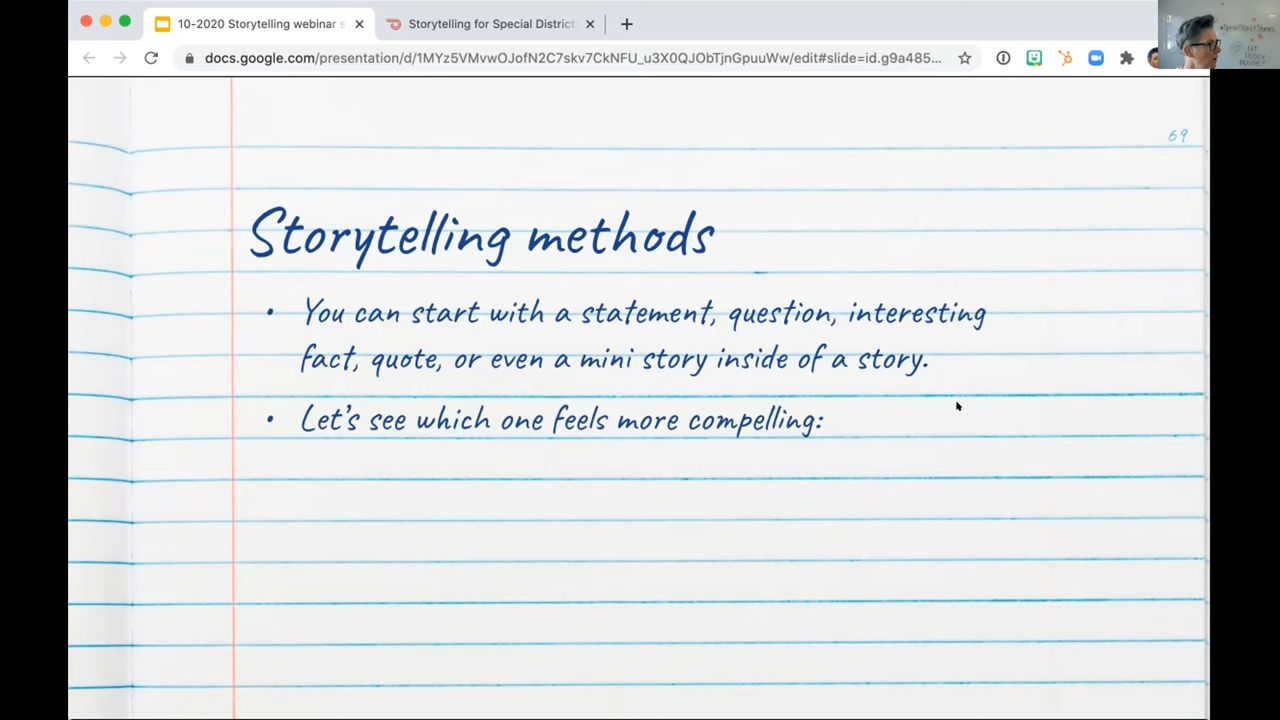 10-2020 Storytelling webinar s
Storytelling for Special District
docs.google.com/presentation/d/1MYz5VMvwOJofN2C7skv7CkNFU_u3X0QJObTjnGpuuWw/edit#slide=id.g9a485...
69
Storytelling methods
• You can start with a statement, question, interesting
fact, quote, or even a mini story inside of a story.
• Let's see which one feels more compelling: